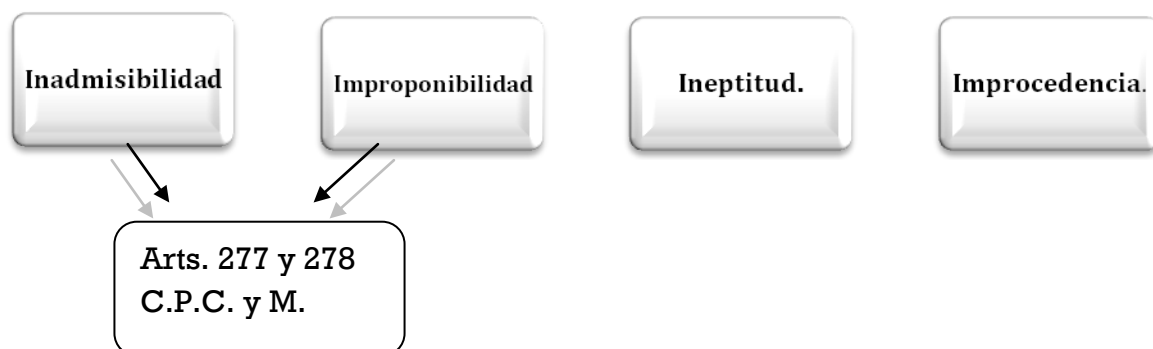 Inadmisibilidad
Improponibilidad
Ineptitud.
Improcedencia.
Arts. 277 y 278
C.P.C. y M.